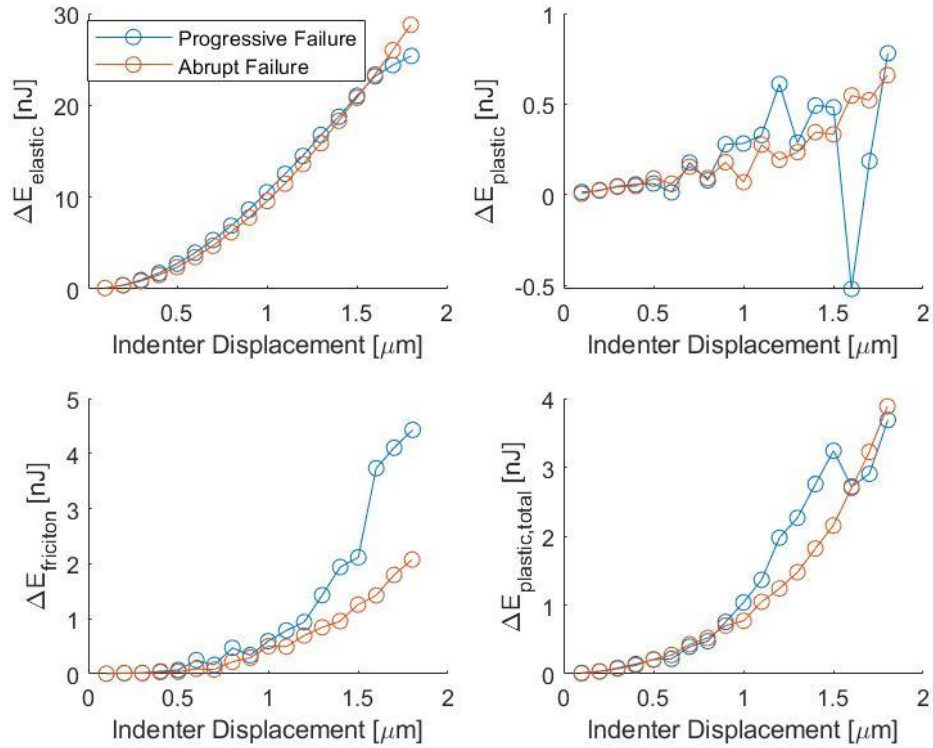 30
20
10
0
ΔE_elastic [nJ]
Progressive Failure
Abrupt Failure
0.5 1 1.5 2
Indenter Displacement [μm]
1
0.5
0
-0.5
ΔE_plastic [nJ]
0 0.5 1 1.5 2
Indenter Displacement [μm]
5
4
3
2
1
0
ΔE_friciton [nJ]
0 0.5 1 1.5 2
Indenter Displacement [μm]
4
3
2
1
0
ΔE_plastic,total [nJ]
0 0.5 1 1.5 2
Indenter Displacement [μm]